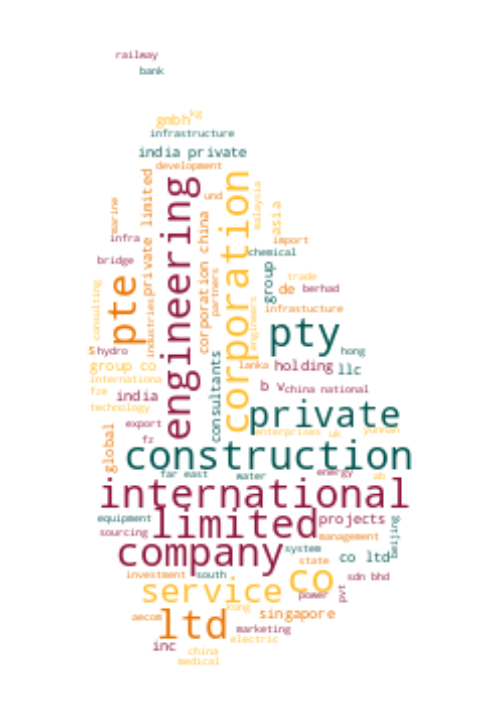 railway
bank
kg
gmbh
infrastructure
india private
development
engineering
corporation
private limited
und
malaysia
marine
asia
corporation china
infra
import
chemical
bridge
group
partners
trade
pte
de
berhad
consulting
industries
infrastucture
engineers
pty
s
hydro
hong
group co
lanka
holding
llc
consultants
internationa
b v
china national
fze
india
technology
private
export
global
fz
enterprises
uk
yunnan
construction
far east
water
energy
ab
international
equipment
limited
projects
sourcing
management
beijing
company
system
co ltd
state
investment
south
co
sdn bhd
service
power
pvt
kong
aecom
ltd
singapore
marketing
inc
electric
china
medical